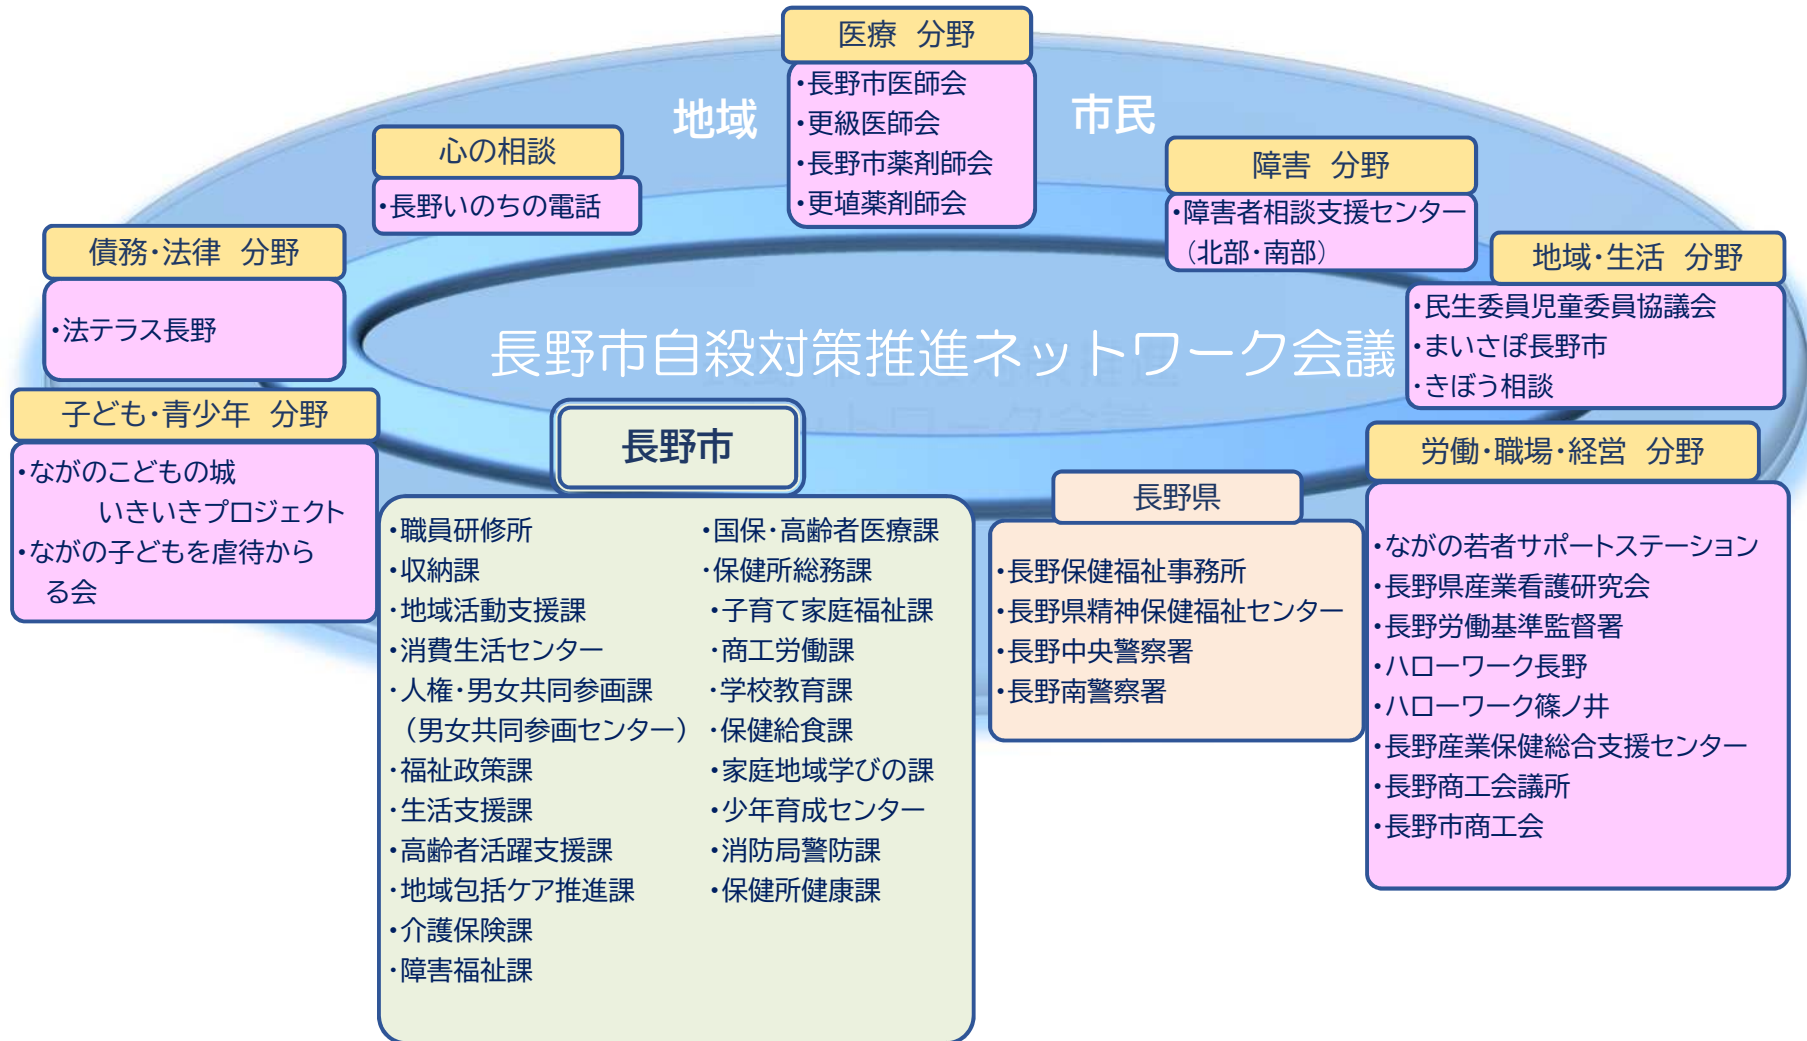 医療　分野
・長野市医師会
・更級医師会
・長野市薬剤師会
・更埴薬剤師会
地域
市民
心の相談
・長野いのちの電話
障害　分野
・障害者相談支援センター
（北部・南部）
債務・法律　分野
・法テラス長野
地域・生活　分野
・民生委員児童委員協議会
・まいさぽ長野市
・きぼう相談
長野市自殺対策推進ネットワーク会議
子ども・青少年　分野
・ながのこどもの城
いきいきプロジェクト
・ながの子どもを虐待から
る会
長野市
・職員研修所
・収納課
・地域活動支援課
・消費生活センター
・人権・男女共同参画課
（男女共同参画センター）
・福祉政策課
・生活支援課
・高齢者活躍支援課
・地域包括ケア推進課
・介護保険課
・障害福祉課
・国保・高齢者医療課
・保健所総務課
・子育て家庭福祉課
・商工労働課
・学校教育課
・保健給食課
・家庭地域学びの課
・少年育成センター
・消防局警防課
・保健所健康課
長野県
・長野保健福祉事務所
・長野県精神保健福祉センター
・長野中央警察署
・長野南警察署
労働・職場・経営　分野
・ながの若者サポートステーション
・長野県産業看護研究会
・長野労働基準監督署
・ハローワーク長野
・ハローワーク篠ノ井
・長野産業保健総合支援センター
・長野商工会議所
・長野市商工会